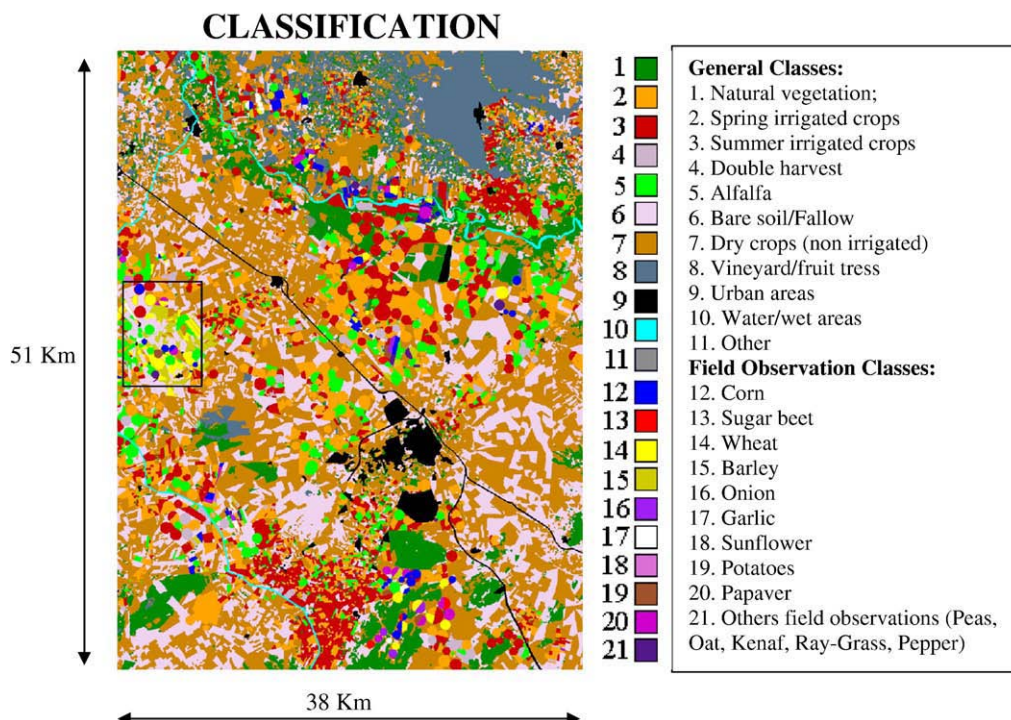 CLASSIFICATION
51 Km
38 Km
1
2
3
4
5
6
7
8
9
10
11
12
13
14
15
16
17
18
19
20
21
General Classes:
1. Natural vegetation;
2. Spring irrigated crops
3. Summer irrigated crops
4. Double harvest
5. Alfalfa
6. Bare soil/Fallow
7. Dry crops (non irrigated)
8. Vineyard/fruit tress
9. Urban areas
10. Water/wet areas
11. Other
Field Observation Classes:
12. Corn
13. Sugar beet
14. Wheat
15. Barley
16. Onion
17. Garlic
18. Sunflower
19. Potatoes
20. Papaver
21. Others field observations (Peas,
Oat, Kenaf, Ray-Grass, Pepper)